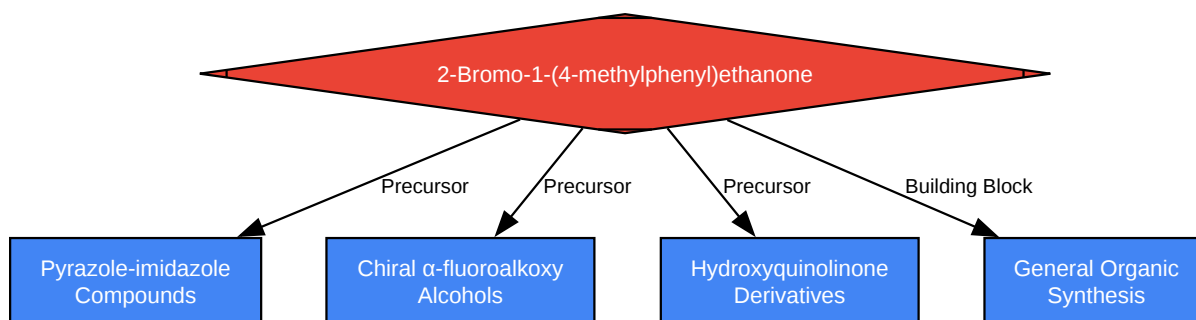 2-Bromo-1-(4-methylphenyl)ethanone
Precursor
Precursor
Precursor
Building Block
Pyrazole-imidazole
Compounds
Chiral α-fluoroalkoxy
Alcohols
Hydroxyquinolinone
Derivatives
General Organic
Synthesis